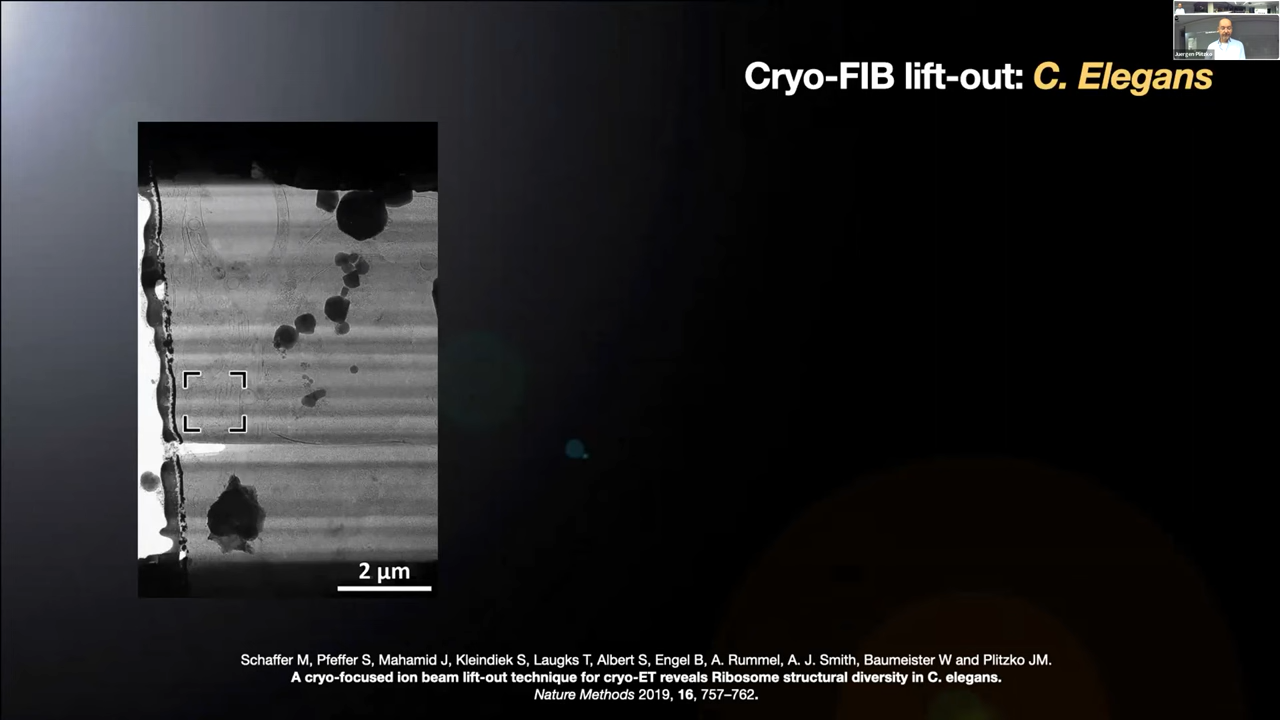 Juergen Plitzko
Cryo-FIB lift-out: C. Elegans
2 μm
Schaffer M, Pfeffer S, Mahamid J, Kleindiek S, Laugks T, Albert S, Engel B, A. Rummel, A. J. Smith, Baumeister W and Plitzko JM.
A cryo-focused ion beam lift-out technique for cryo-ET reveals Ribosome structural diversity in C. elegans.
Nature Methods 2019, 16, 757–762.